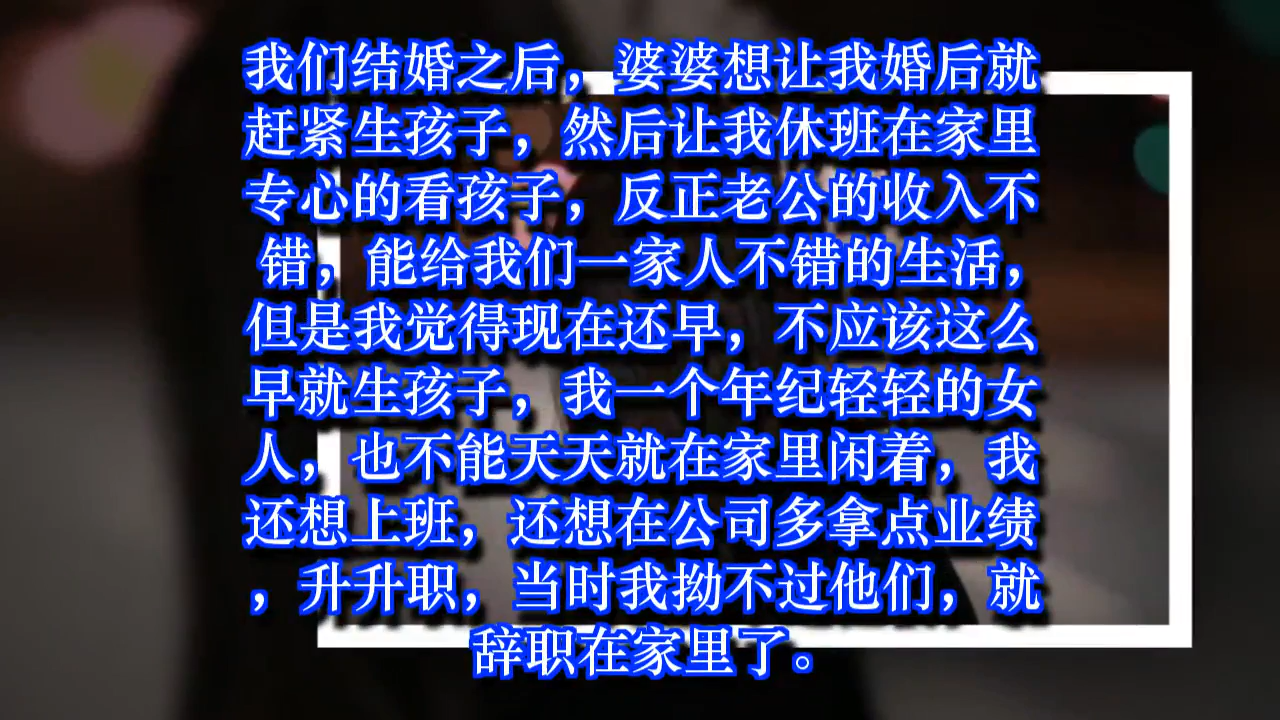 我们结婚之后，婆婆想让我婚后就
赶紧生孩子，然后让我休班在家里
专心的看孩子，反正老公的收入不
错，能给我们一家人不错的生活，
但是我觉得现在还早，不应该这么
早就生孩子，我一个年纪轻轻的女
人，也不能天天就在家里闲着，我
还想上班，还想在公司多拿点业绩
，升升职，当时我拗不过他们，就
辞职在家里了。